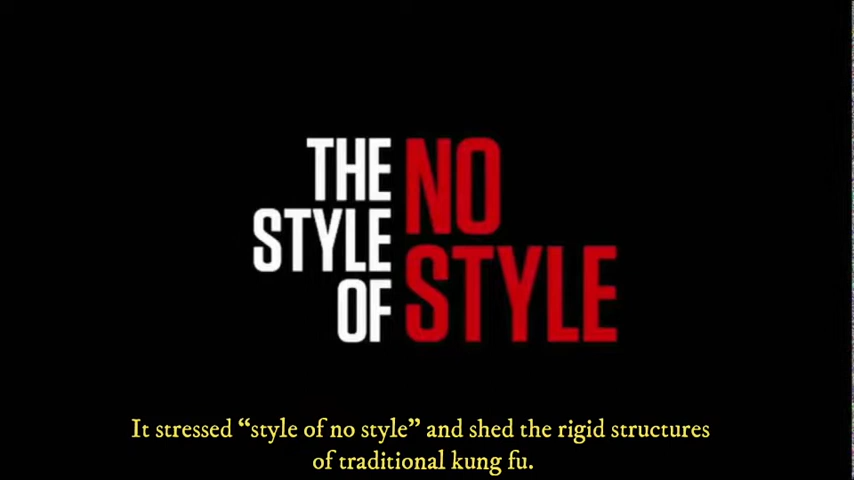 THE NO
STYLE STYLE
OF
It stressed “style of no style” and shed the rigid structures
of traditional kung fu.